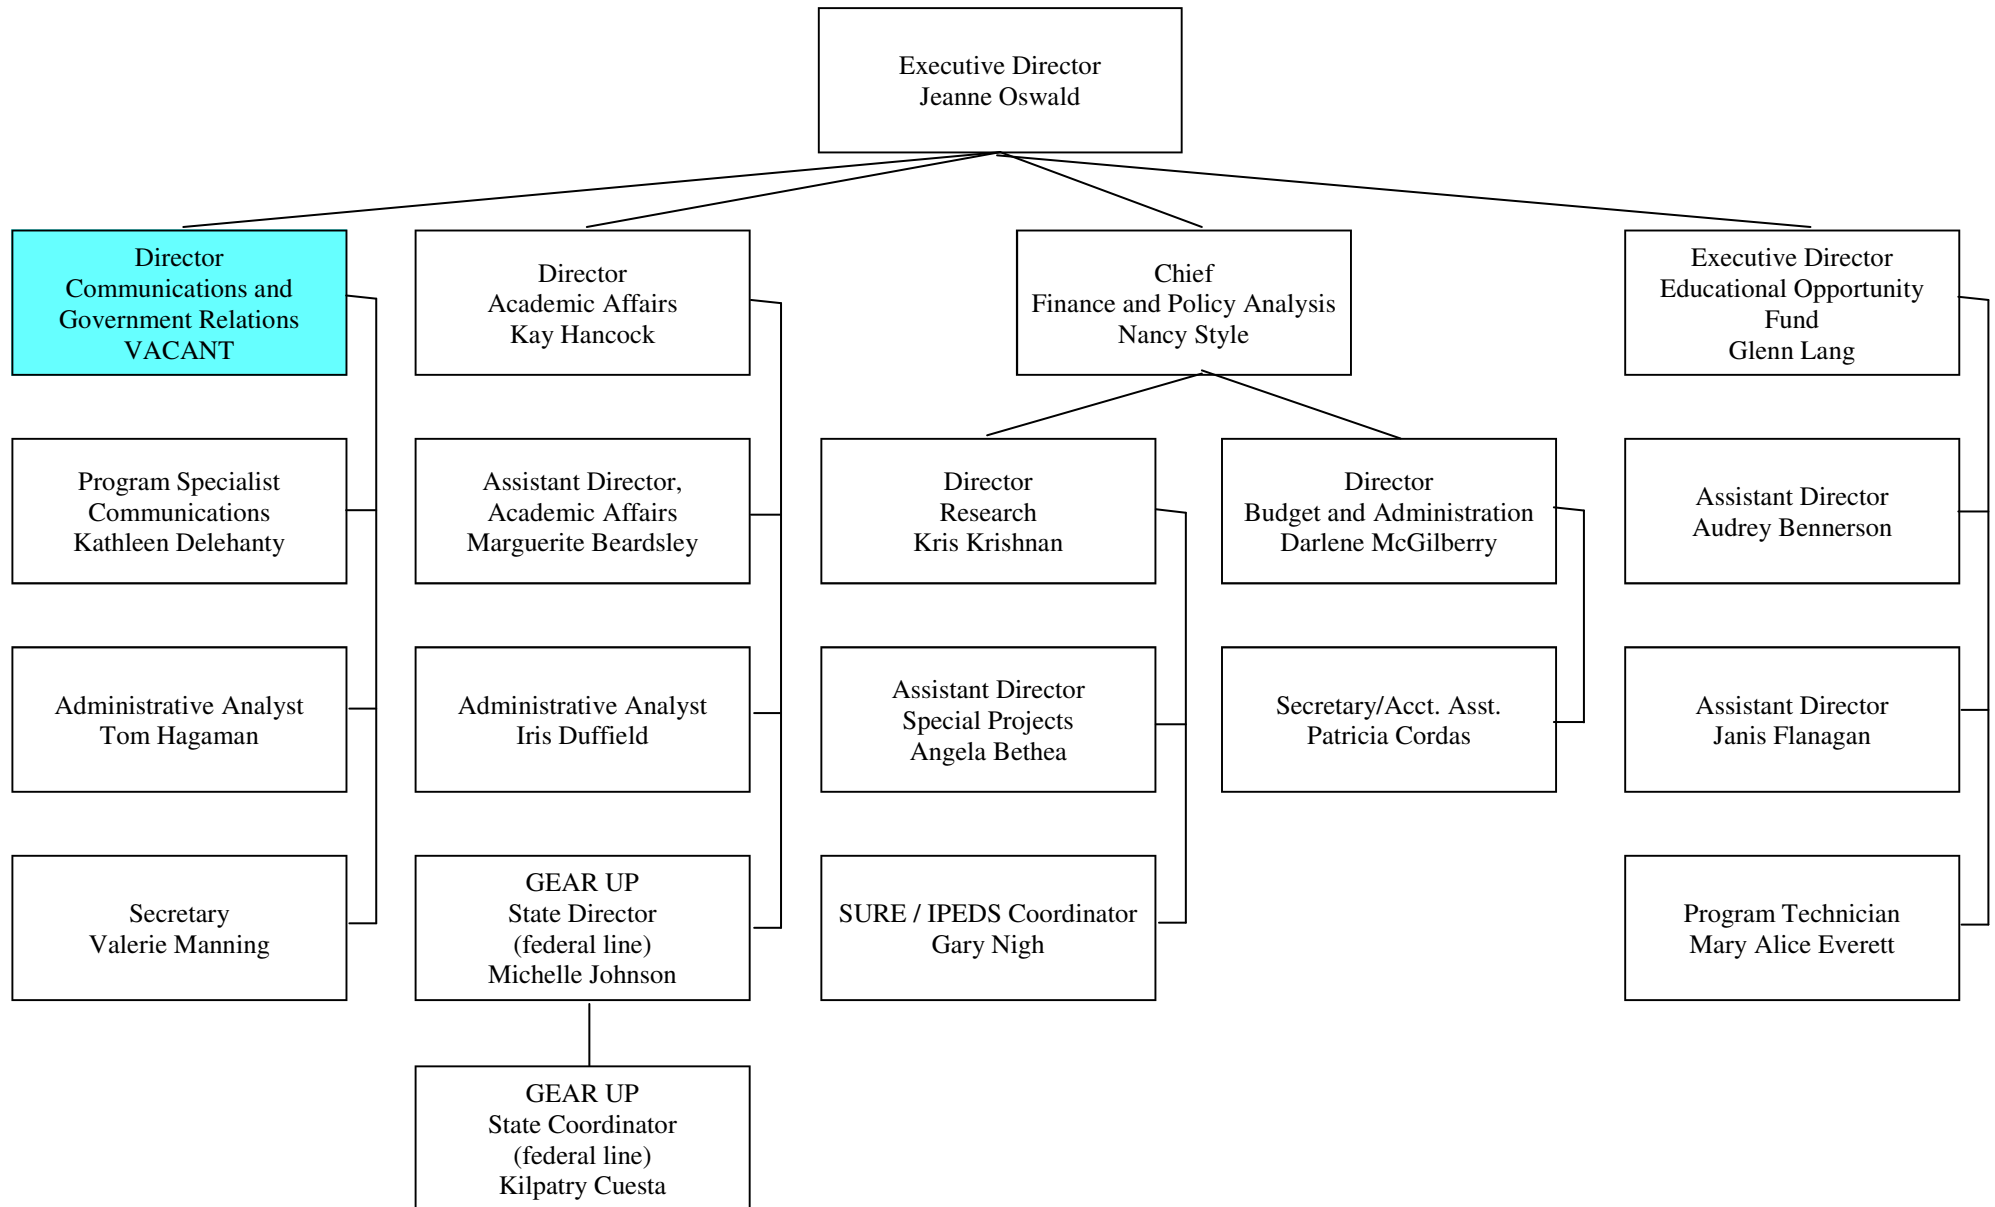 Executive Director
Jeanne Oswald
Director
Communications and
Government Relations
VACANT
Director
Academic Affairs
Kay Hancock
Chief
Finance and Policy Analysis
Nancy Style
Executive Director
Educational Opportunity
Fund
Glenn Lang
Program Specialist
Communications
Kathleen Delehanty
Assistant Director,
Academic Affairs
Marguerite Beardsley
Director
Research
Kris Krishnan
Director
Budget and Administration
Darlene McGilberry
Assistant Director
Audrey Bennerson
Administrative Analyst
Tom Hagaman
Administrative Analyst
Iris Duffield
Assistant Director
Special Projects
Angela Bethea
Secretary/Acct. Asst.
Patricia Cordas
Assistant Director
Janis Flanagan
Secretary
Valerie Manning
GEAR UP
State Director
(federal line)
Michelle Johnson
SURE / IPEDS Coordinator
Gary Nigh
Program Technician
Mary Alice Everett
GEAR UP
State Coordinator
(federal line)
Kilpatry Cuesta